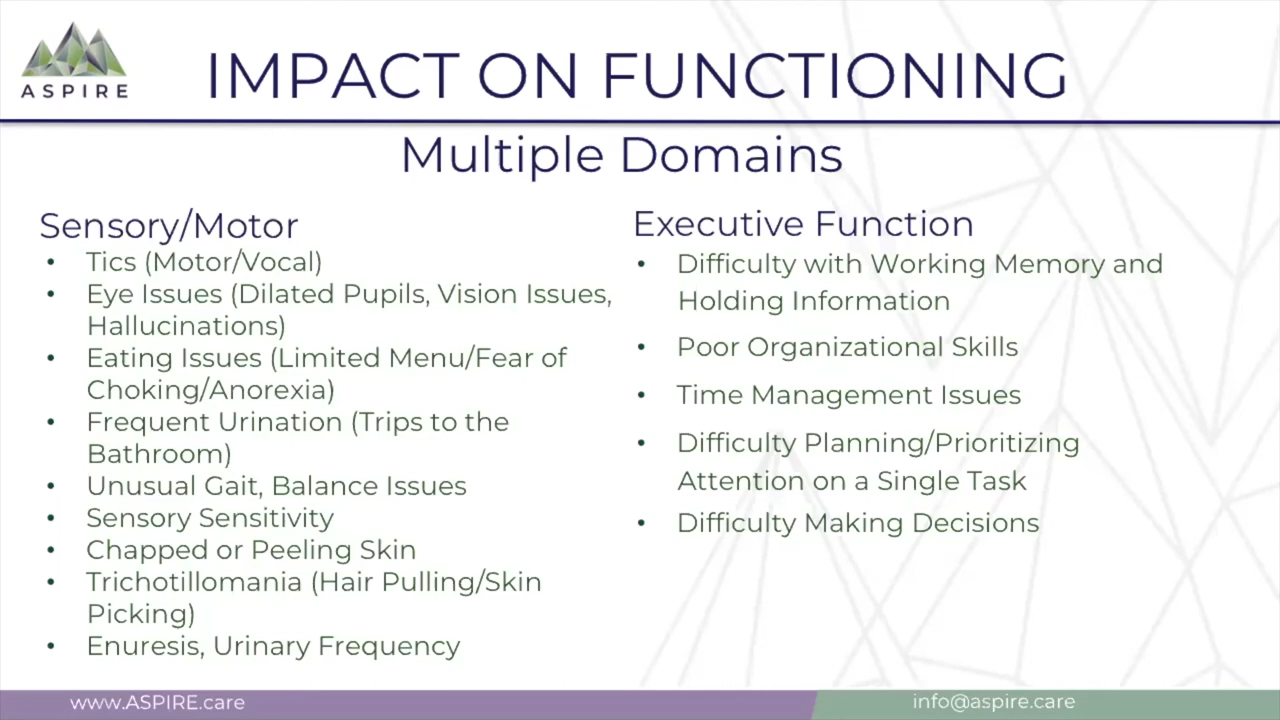 ASPIRE
IMPACT ON FUNCTIONING
Multiple Domains
Sensory/Motor
• Tics (Motor/Vocal)
• Eye Issues (Dilated Pupils, Vision Issues,
Hallucinations)
• Eating Issues (Limited Menu/Fear of
Choking/Anorexia)
• Frequent Urination (Trips to the
Bathroom)
• Unusual Gait, Balance Issues
• Sensory Sensitivity
• Chapped or Peeling Skin
• Trichotillomania (Hair Pulling/Skin
Picking)
• Enuresis, Urinary Frequency
Executive Function
• Difficulty with Working Memory and
Holding Information
• Poor Organizational Skills
• Time Management Issues
• Difficulty Planning/Prioritizing
Attention on a Single Task
• Difficulty Making Decisions
www.ASPIRE.care
info@aspire.care